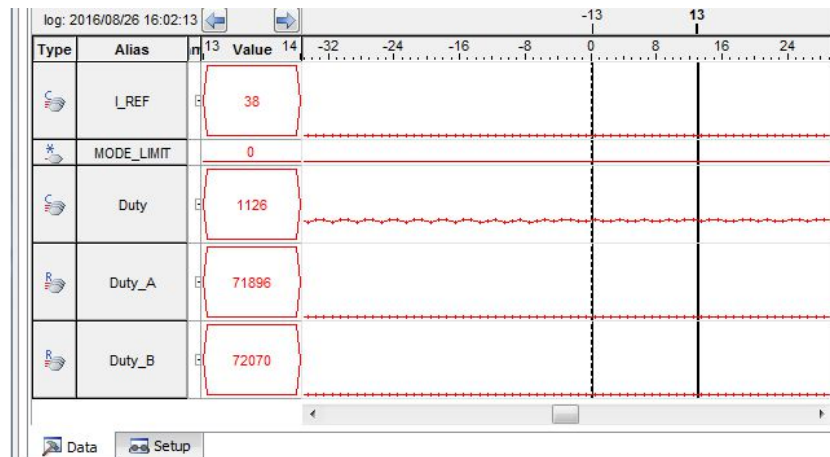 log: 2016/08/26 16:02:13 -13 13
Type Alias 13 Value 14 -32 -24 -16 -8 0 8 16 24
C I_REF 38
* MODE_LIMIT 0
C Duty 1126
R Duty_A 71896
R Duty_B 72070
Data Setup